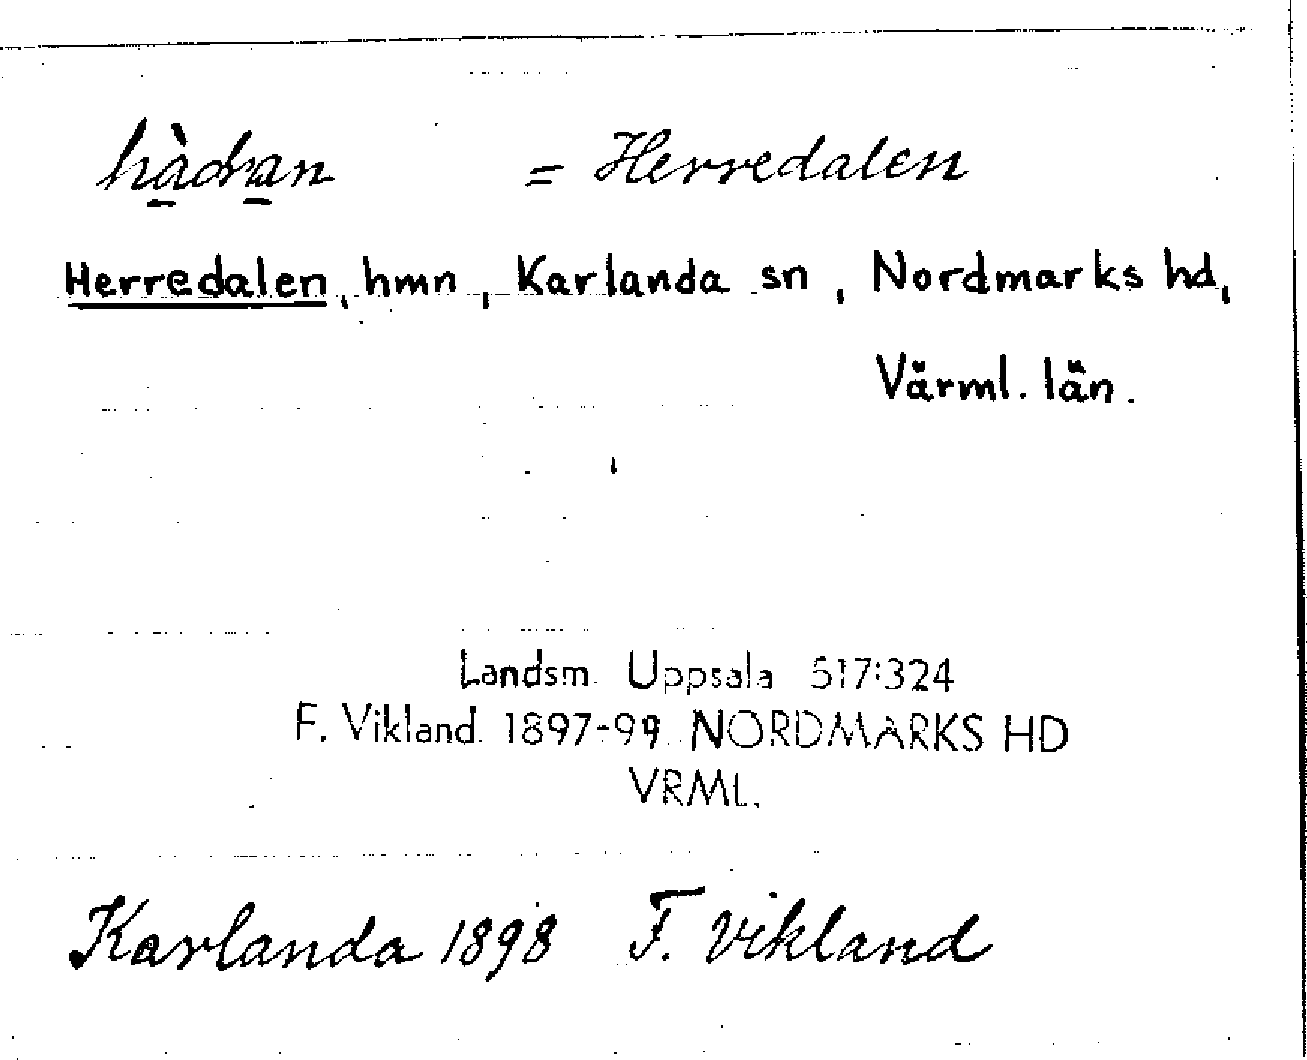 hàdran = Herredalen
Herredalen, hmn, Karlanda sn, Nordmarks hd,
Värml. län.
Landsm. Uppsala 517:324
F. Vikland. 1897-99. NORDMARKS HD
VRML.
Karlanda 1898 F. Vikland